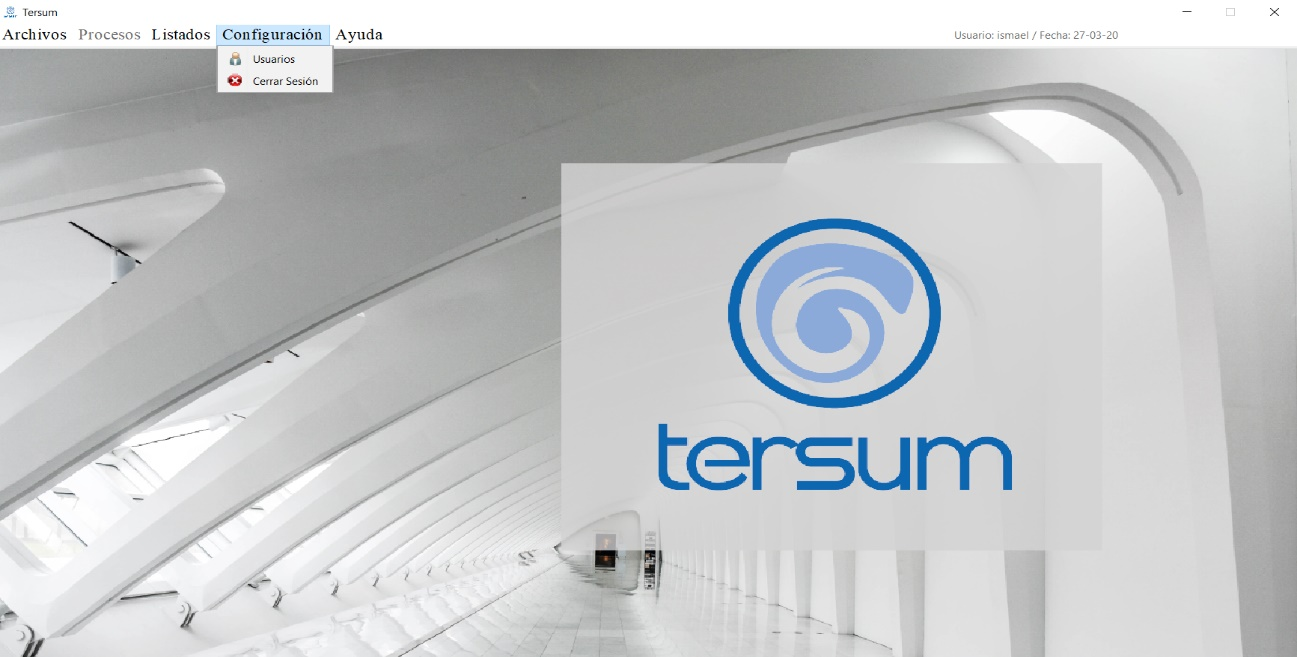 Tersum
Archivos Procesos Listados Configuración Ayuda Usuario: ismael / Fecha: 27-03-20
Usuarios
Cerrar Sesión
tersum